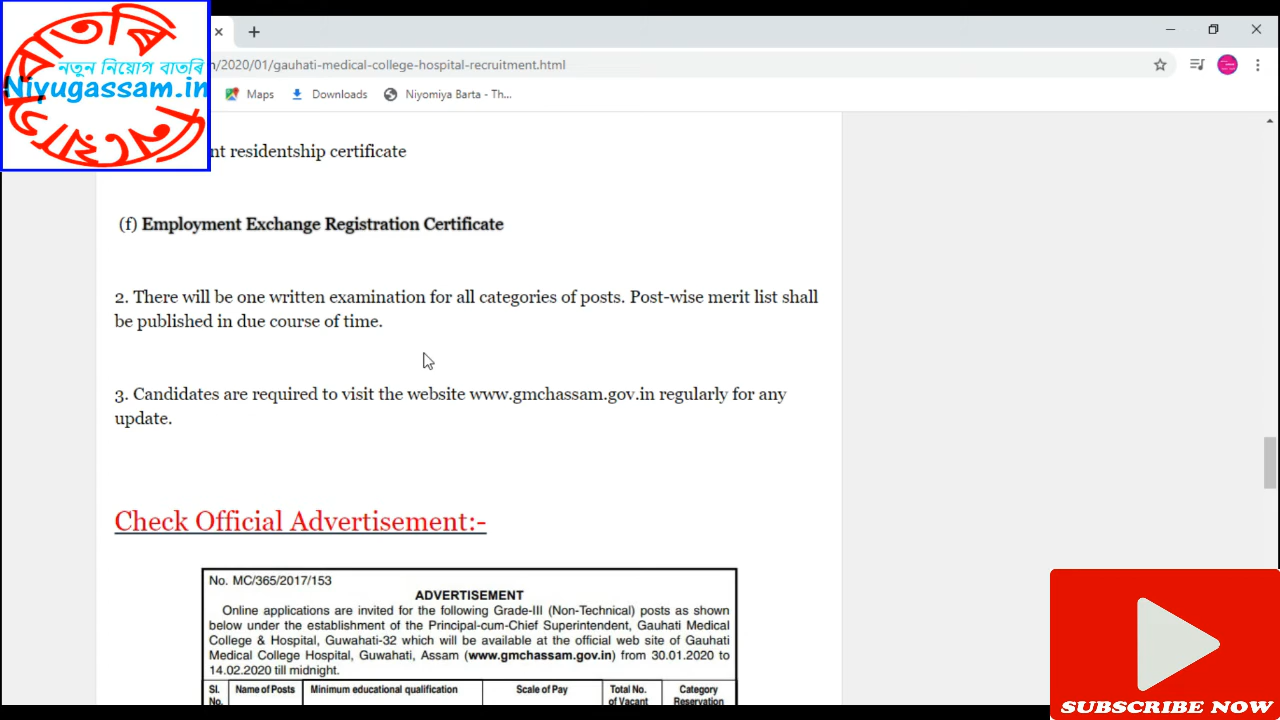 বাতৰি
নতুন নিয়োগ বাতৰি
Niyugassam.in
n/2020/01/gauhati-medical-college-hospital-recruitment.html
Maps
Downloads
Niyomiya Barta - Th...
nt residentship certificate
(f) Employment Exchange Registration Certificate
2. There will be one written examination for all categories of posts. Post-wise merit list shall
be published in due course of time.
3. Candidates are required to visit the website www.gmchassam.gov.in regularly for any
update.
Check Official Advertisement:-
No. MC/365/2017/153
ADVERTISEMENT
Online applications are invited for the following Grade-III (Non-Technical) posts as shown
below under the establishment of the Principal-cum-Chief Superintendent, Gauhati Medical
College & Hospital, Guwahati-32 which will be available at the official web site of Gauhati
Medical College Hospital, Guwahati, Assam (www.gmchassam.gov.in) from 30.01.2020 to
14.02.2020 till midnight.
Sl. Name of Posts Minimum educational qualification Scale of Pay Total No. Category
No. of Vacant Reservation
SUBSCRIBE NOW